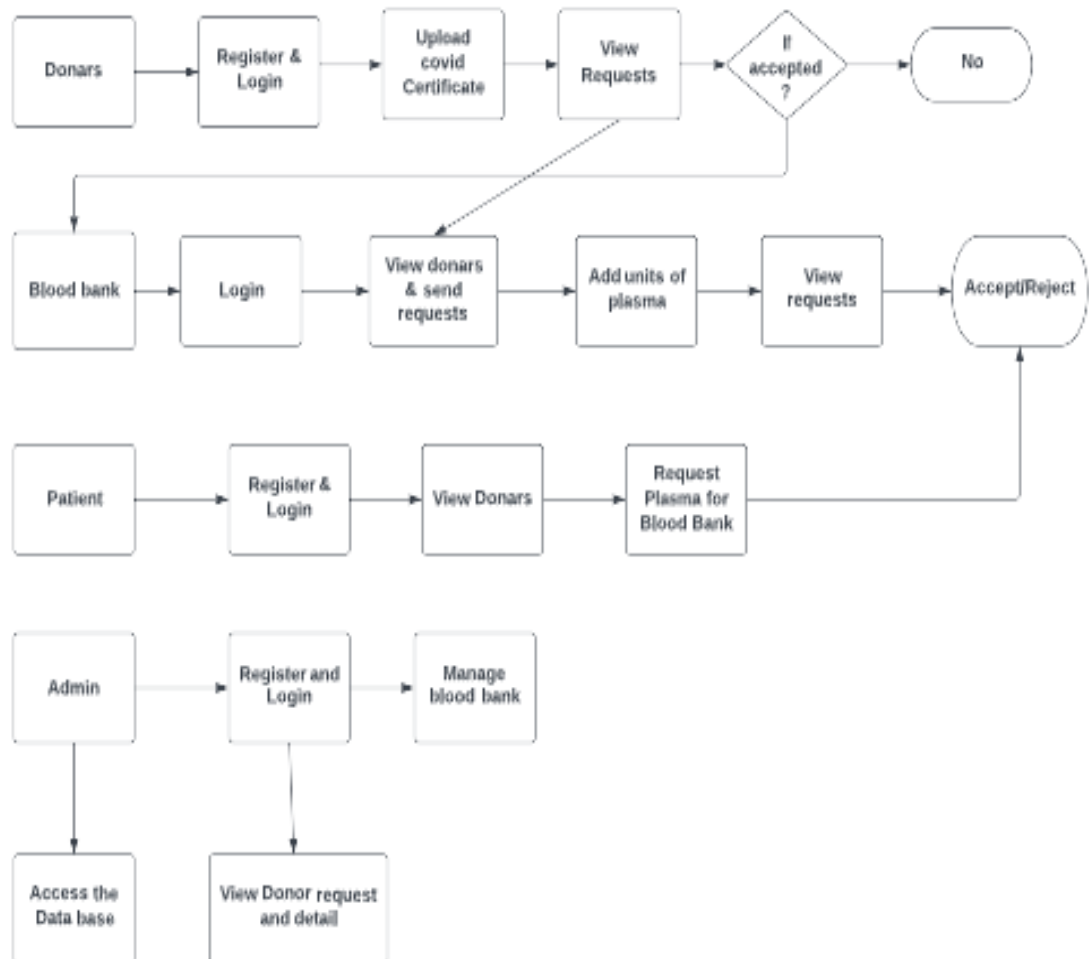 Donars
Register &
Login
Upload
covid
Certificate
View
Requests
If
accepted
?
No
Blood bank
Login
View donars
& send
requests
Add units of
plasma
View
requests
Accept/Reject
Patient
Register &
Login
View Donars
Request
Plasma for
Blood Bank
Admin
Register and
Login
Manage
blood bank
Access the
Data base
View Donor request
and detail